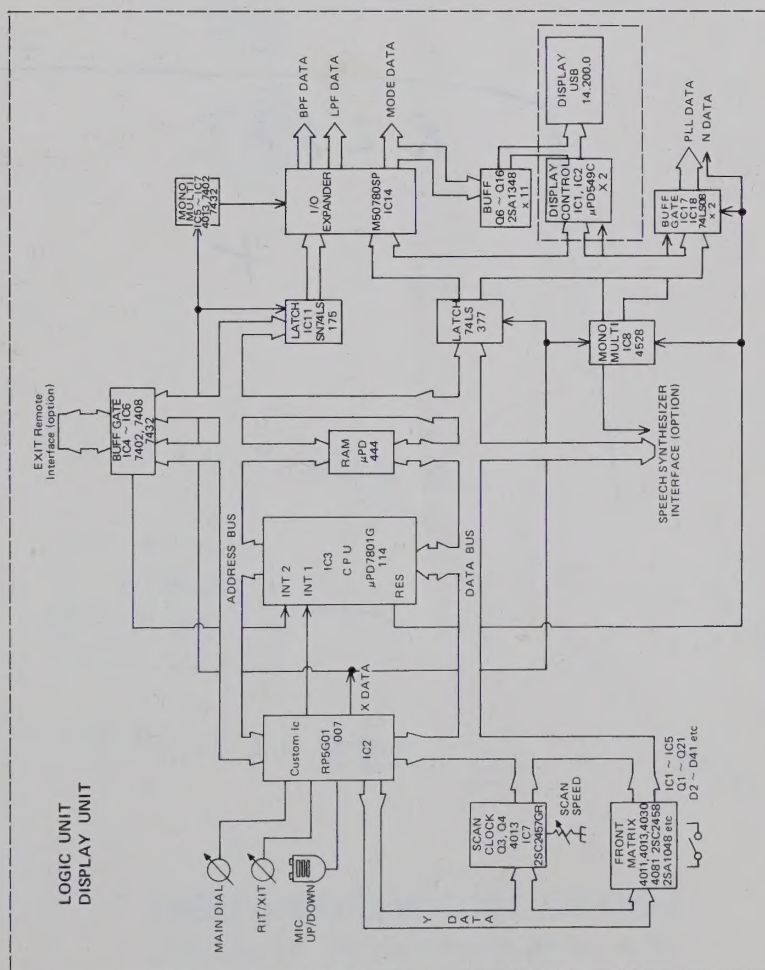 LOGIC UNIT
DISPLAY UNIT
MAIN DIAL
RIT/XIT
MIC
UP/DOWN
Custom Ic
RP5G01
007
IC2
X DATA
Y DATA
SCAN
CLOCK
Q3, Q4
4013
IC7
2SC2457GR
SCAN
SPEED
FRONT
MATRIX
4011,4013,4030
4081 2SC2458
2SA1048 etc
IC1 ~ IC5
Q1 ~ Q21
D2 ~ D41 etc
ADDRESS BUS
INT 2
INT 1
IC3
C P U
μPD7801G
114
RES
DATA BUS
EXIT Remote
Interface (option)
BUFF GATE
IC4 ~ IC6
7402, 7408
7432
RAM
μPD
444
LATCH
IC11
SN74LS
175
LATCH
74LS
377
MONO
MULTI
IC5 ~ IC7
4013, 7402
7432
I/O
EXPANDER
M50780SP
IC14
BPF DATA
LPF DATA
MODE DATA
BUFF
Q6 ~ Q16
2SA1348
x 11
DISPLAY
USB
14.200.0
DISPLAY
CONTROL
IC1, IC2
μPD549C
X 2
MONO
MULTI
IC8
4528
BUFF
GATE
IC17
IC18
74LS08
x 2
PLL DATA
N DATA
SPEECH SYNTHESIZER
INTERFACE (OPTION)